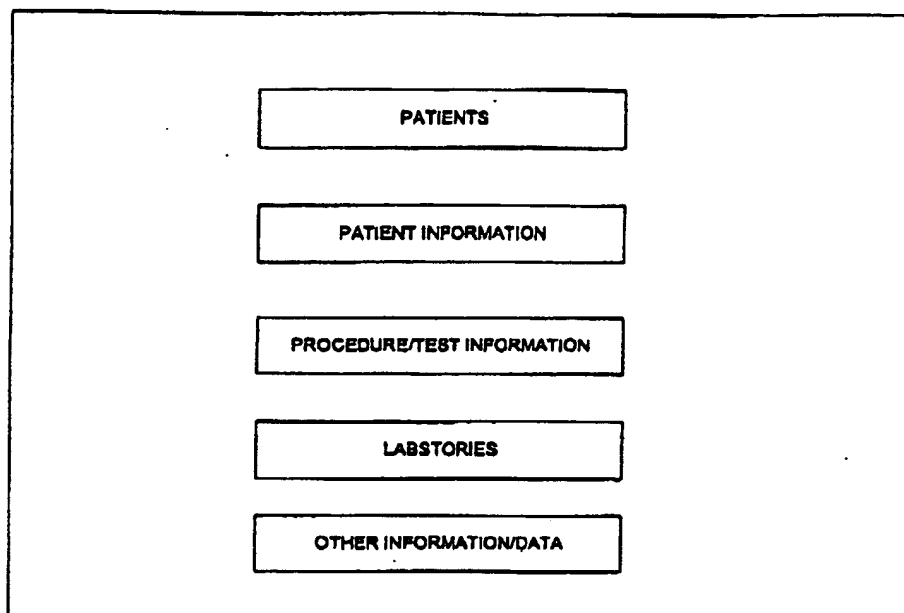 PATIENTS
PATIENT INFORMATION
PROCEDURE/TEST INFORMATION
LABSTORIES
OTHER INFORMATION/DATA